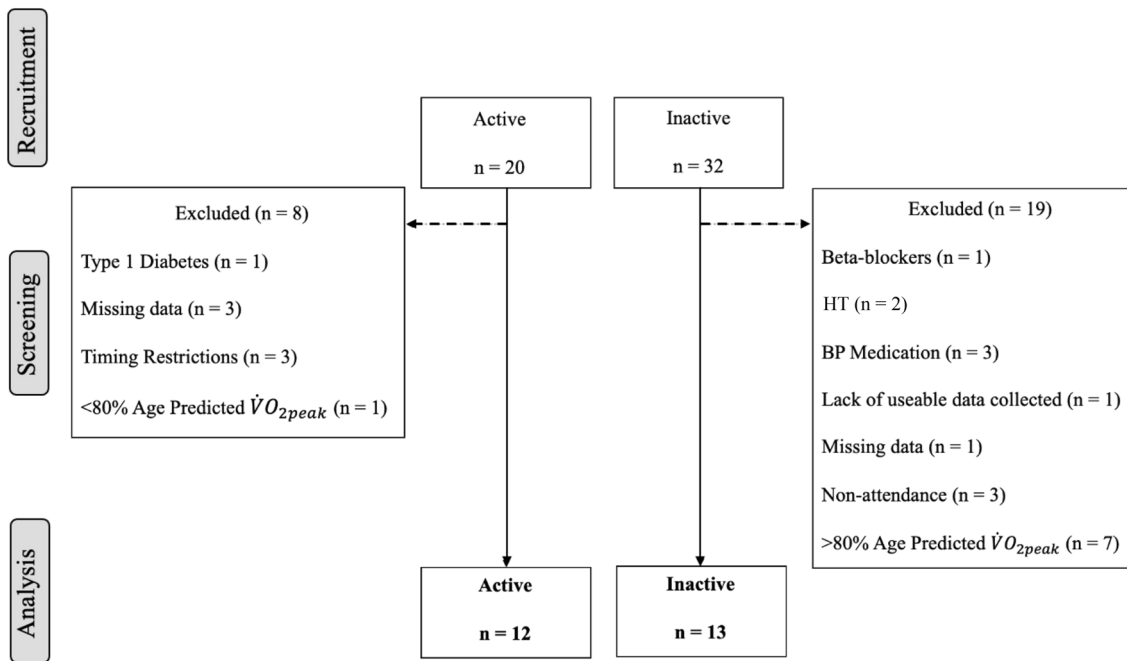 Recruitment
Active
n = 20
Inactive
n = 32
Screening
Excluded (n = 8)
Type 1 Diabetes (n = 1)
Missing data (n = 3)
Timing Restrictions (n = 3)
<80% Age Predicted V̇O₂peak (n = 1)
Excluded (n = 19)
Beta-blockers (n = 1)
HT (n = 2)
BP Medication (n = 3)
Lack of useable data collected (n = 1)
Missing data (n = 1)
Non-attendance (n = 3)
>80% Age Predicted V̇O₂peak (n = 7)
Analysis
Active
n = 12
Inactive
n = 13